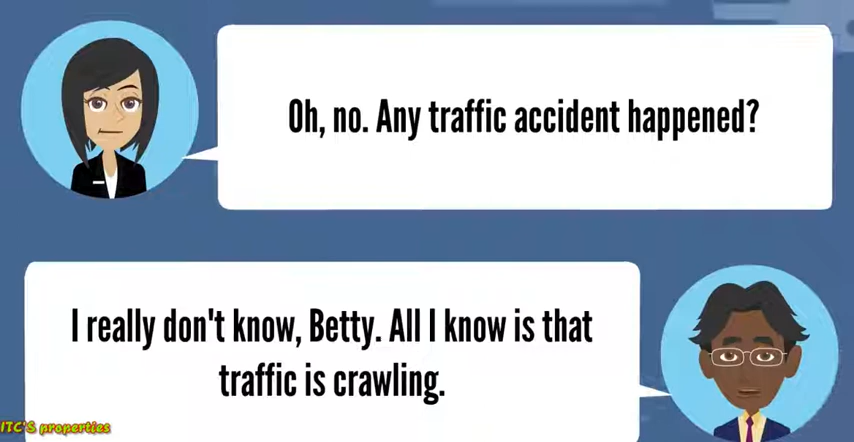 Oh, no. Any traffic accident happened?
I really don't know, Betty. All I know is that
traffic is crawling.
ITC'S properties